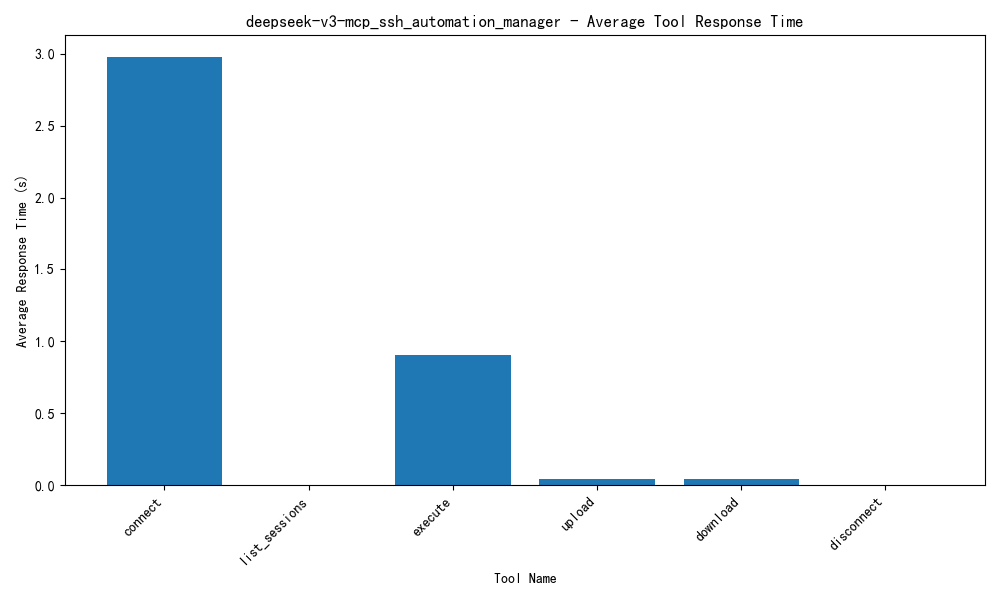 deepseek-v3-mcp_ssh_automation_manager - Average Tool Response Time
Average Response Time (s)
3.0
2.5
2.0
1.5
1.0
0.5
0.0
connect
list_sessions
execute
upload
download
disconnect
Tool Name